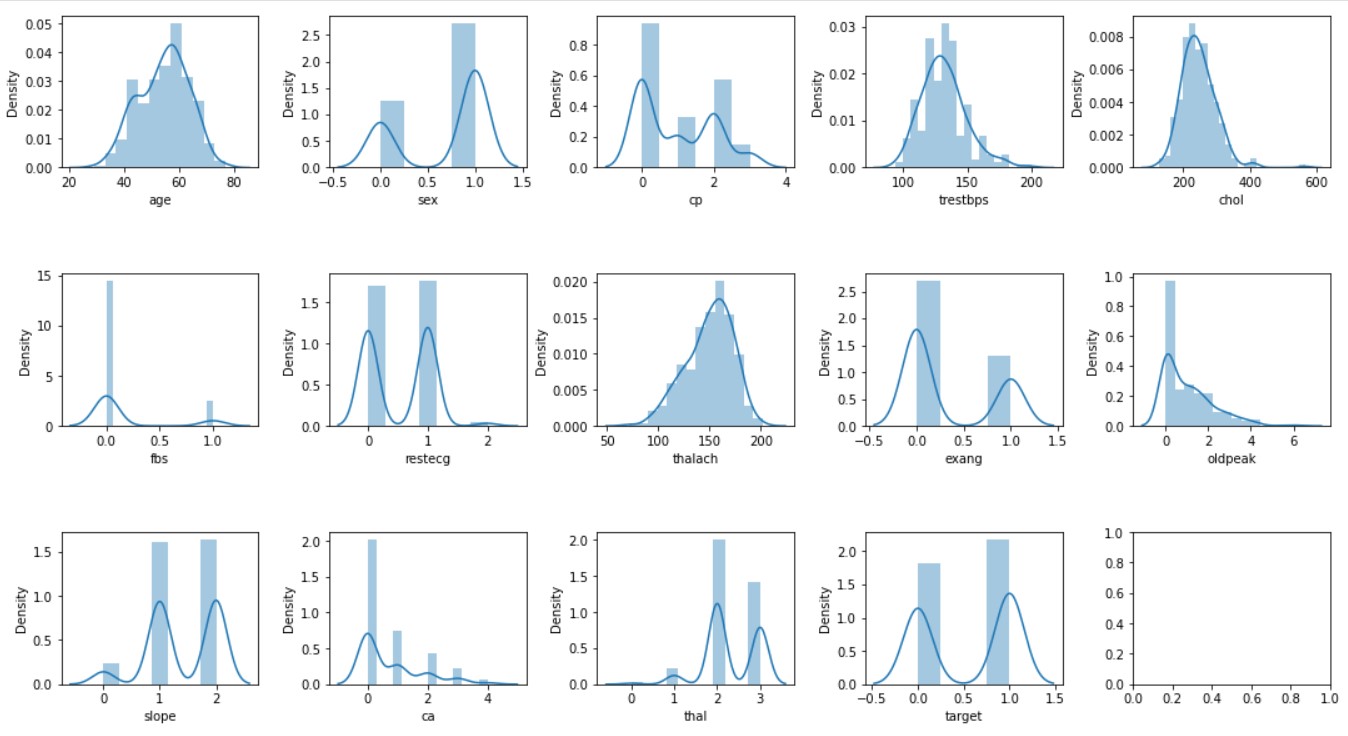 0.05 0.04 0.03 0.02 0.01 0.00
Density
20 40 60 80
age
2.5 2.0 1.5 1.0 0.5 0.0
Density
−0.5 0.0 0.5 1.0 1.5
sex
0.8 0.6 0.4 0.2 0.0
Density
0 2 4
cp
0.03 0.02 0.01 0.00
Density
100 150 200
trestbps
0.008 0.006 0.004 0.002 0.000
Density
200 400 600
chol
15 10 5 0
Density
0.0 0.5 1.0
fbs
1.5 1.0 0.5 0.0
Density
0 1 2
restecg
0.020 0.015 0.010 0.005 0.000
Density
50 100 150 200
thalach
2.5 2.0 1.5 1.0 0.5 0.0
Density
−0.5 0.0 0.5 1.0 1.5
exang
1.0 0.8 0.6 0.4 0.2 0.0
Density
0 2 4 6
oldpeak
1.5 1.0 0.5 0.0
Density
0 1 2
slope
2.0 1.5 1.0 0.5 0.0
Density
0 2 4
ca
2.0 1.5 1.0 0.5 0.0
Density
0 1 2 3
thal
2.0 1.5 1.0 0.5 0.0
Density
−0.5 0.0 0.5 1.0 1.5
target
1.0 0.8 0.6 0.4 0.2 0.0
0.0 0.2 0.4 0.6 0.8 1.0